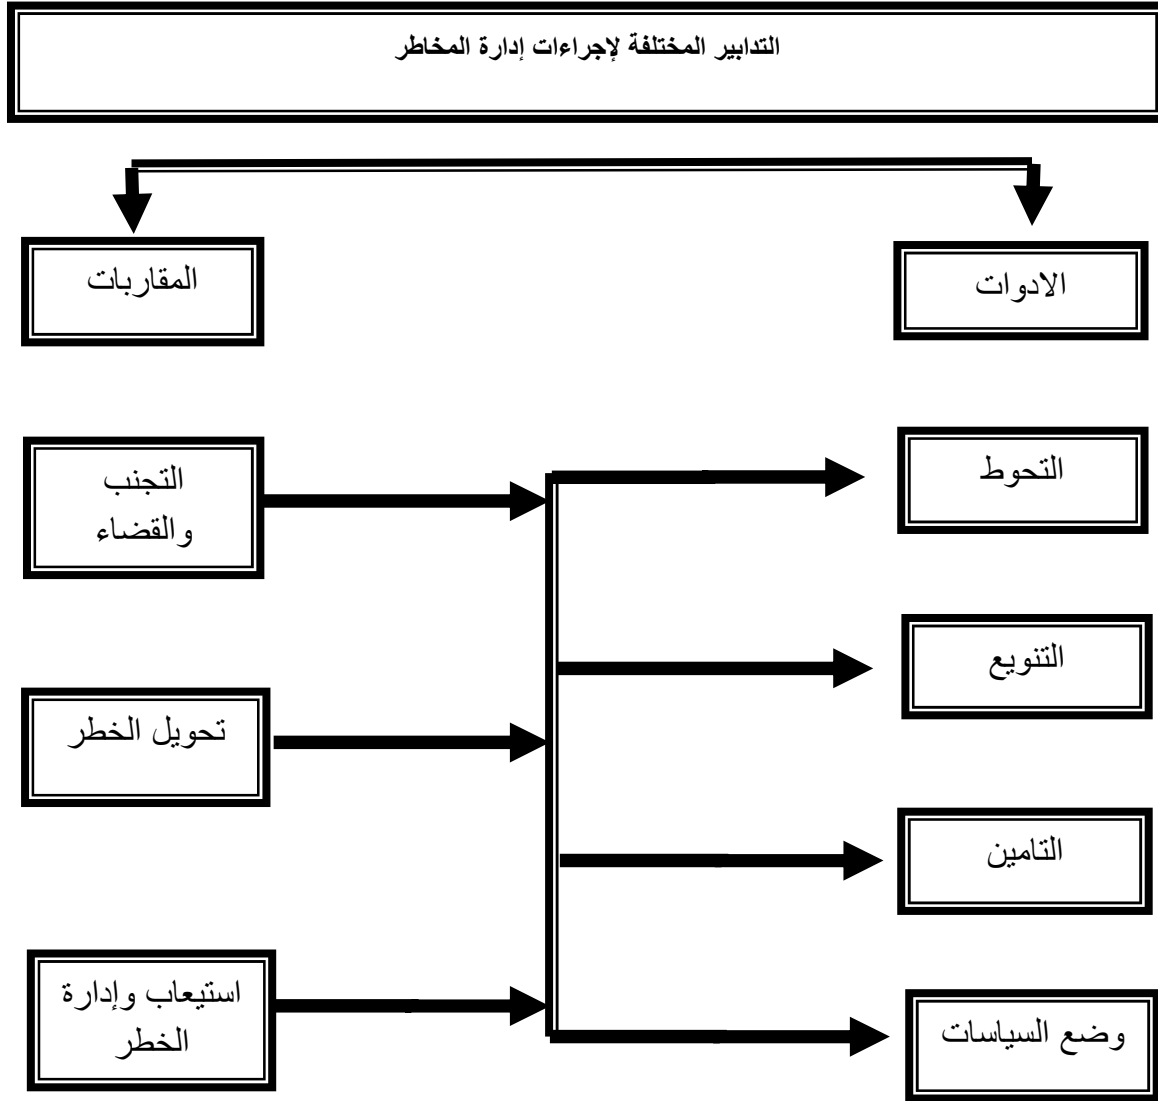 التدابير المختلفة لإجراءات إدارة المخاطر
الادوات
المقاربات
التحوط
التجنب
والقضاء
التنويع
تحويل الخطر
التامين
استيعاب وإدارة
الخطر
وضع السياسات